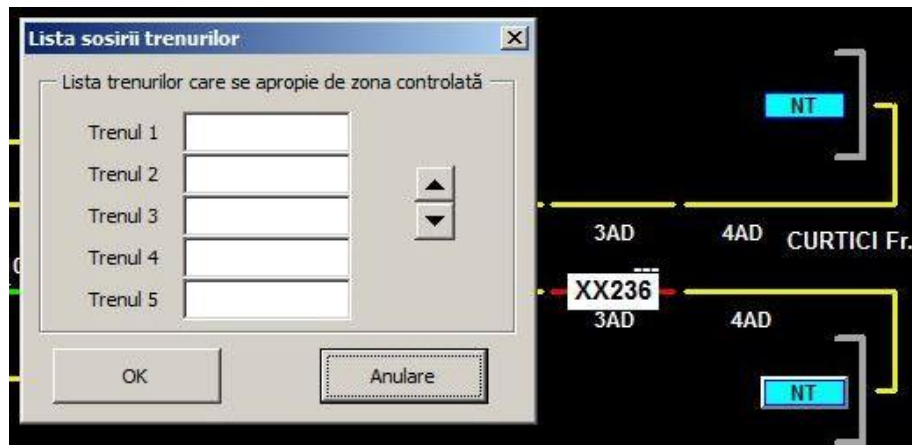 Lista sosirii trenurilor
Lista trenurilor care se apropie de zona controlată
Trenul 1
Trenul 2
Trenul 3
Trenul 4
Trenul 5
OK
Anulare
NT
3AD
4AD
CURTICI Fr.
XX236
3AD
4AD
NT